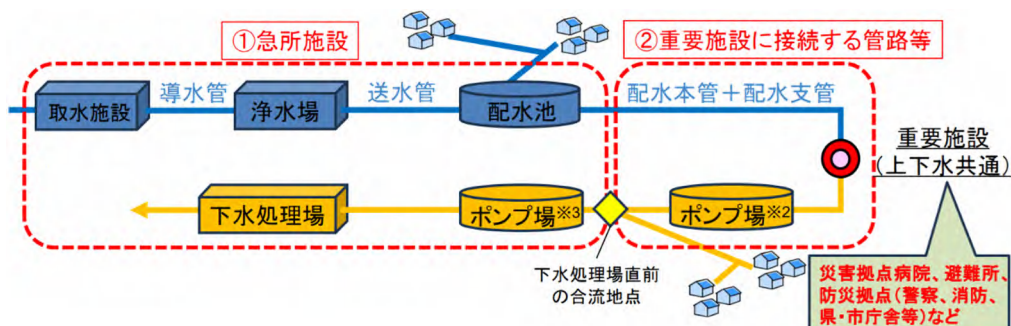 ①急所施設
②重要施設に接続する管路等
取水施設
導水管
浄水場
送水管
配水池
配水本管＋配水支管
重要施設
(上下水共通)
下水処理場
ポンプ場※3
ポンプ場※2
下水処理場直前
の合流地点
災害拠点病院、避難所、
防災拠点(警察、消防、
県・市庁舎等)など